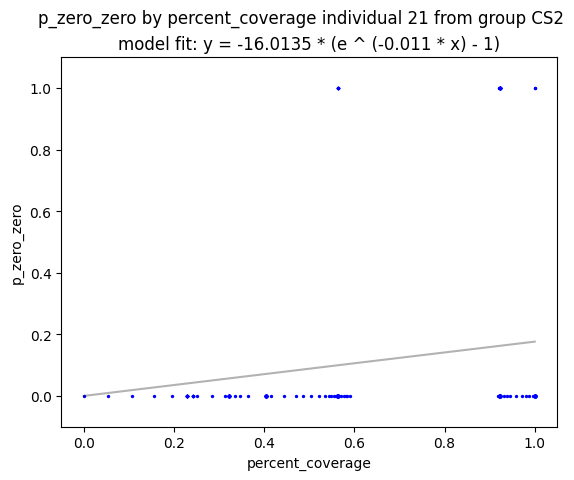 p_zero_zero by percent_coverage individual 21 from group CS2
model fit: y = -16.0135 * (e ^ (-0.011 * x) - 1)
1.0
0.8
0.6
0.4
0.2
0.0
p_zero_zero
0.0 0.2 0.4 0.6 0.8 1.0
percent_coverage